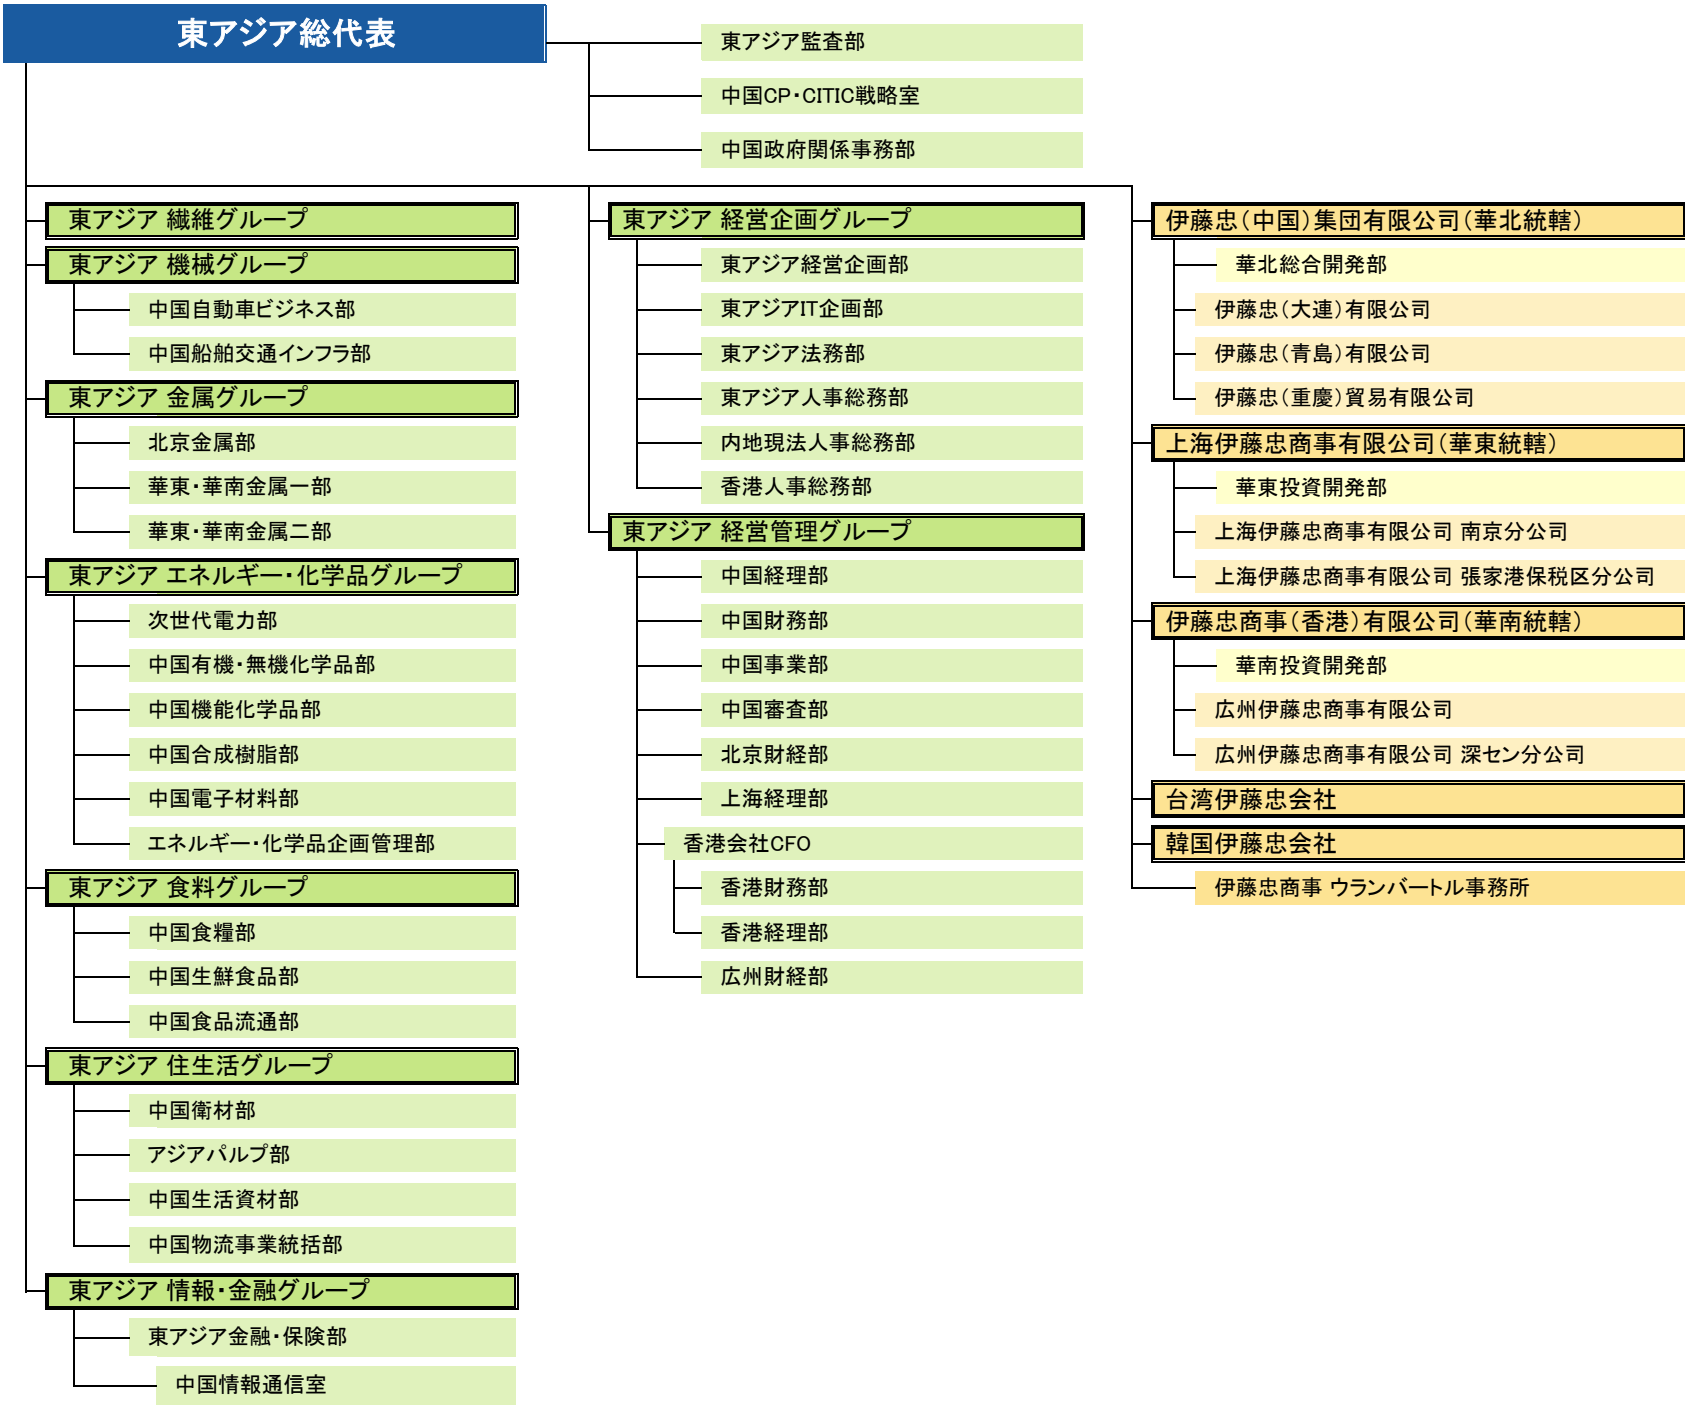 東アジア総代表
東アジア監査部
中国CP・CITIC戦略室
中国政府関係事務部
東アジア 繊維グループ
東アジア 機械グループ
中国自動車ビジネス部
中国船舶交通インフラ部
東アジア 金属グループ
北京金属部
華東・華南金属一部
華東・華南金属二部
東アジア エネルギー・化学品グループ
次世代電力部
中国有機・無機化学品部
中国機能化学品部
中国合成樹脂部
中国電子材料部
エネルギー・化学品企画管理部
東アジア 食料グループ
中国食糧部
中国生鮮食品部
中国食品流通部
東アジア 住生活グループ
中国衛材部
アジアパルプ部
中国生活資材部
中国物流事業統括部
東アジア 情報・金融グループ
東アジア金融・保険部
中国情報通信室
東アジア 経営企画グループ
東アジア経営企画部
東アジアIT企画部
東アジア法務部
東アジア人事総務部
内地現法人事総務部
香港人事総務部
東アジア 経営管理グループ
中国経理部
中国財務部
中国事業部
中国審査部
北京財経部
上海経理部
香港会社CFO
香港財務部
香港経理部
広州財経部
伊藤忠（中国）集団有限公司（華北統轄）
華北総合開発部
伊藤忠（大連）有限公司
伊藤忠（青島）有限公司
伊藤忠（重慶）貿易有限公司
上海伊藤忠商事有限公司（華東統轄）
華東投資開発部
上海伊藤忠商事有限公司 南京分公司
上海伊藤忠商事有限公司 張家港保税区分公司
伊藤忠商事（香港）有限公司（華南統轄）
華南投資開発部
広州伊藤忠商事有限公司
広州伊藤忠商事有限公司 深セン分公司
台湾伊藤忠会社
韓国伊藤忠会社
伊藤忠商事 ウランバートル事務所